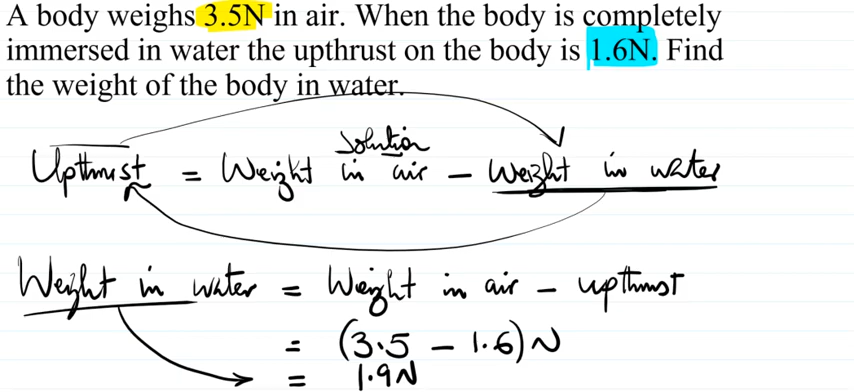 A body weighs 3.5N in air. When the body is completely
immersed in water the upthrust on the body is 1.6N. Find
the weight of the body in water.
Solution
Upthrust = Weight in air - Weight in water
Weight in water = Weight in air - upthrust
= (3.5 - 1.6)N
= 1.9N